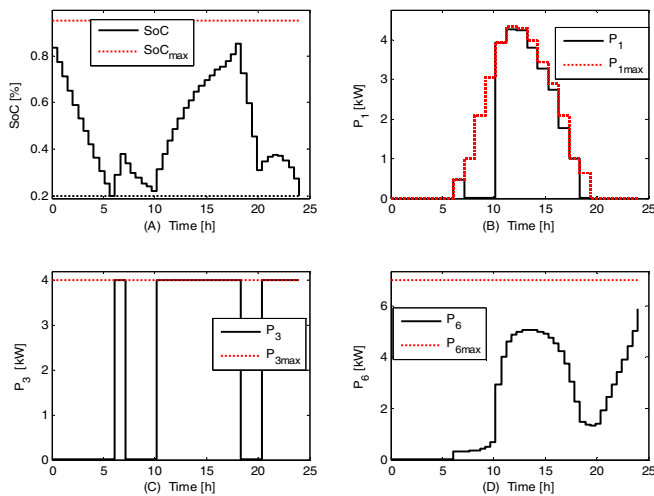 SoC
SoCmax
SoC [%]
0.8
0.6
0.4
0.2
0 5 10 15 20 25
(A) Time [h]
P1
P1max
P1 [kW]
4
3
2
1
0
0 5 10 15 20 25
(B) Time [h]
P3
P3max
P3 [kW]
4
3
2
1
0
0 5 10 15 20 25
(C) Time [h]
P6
P6max
P6 [kW]
6
4
2
0
0 5 10 15 20 25
(D) Time [h]